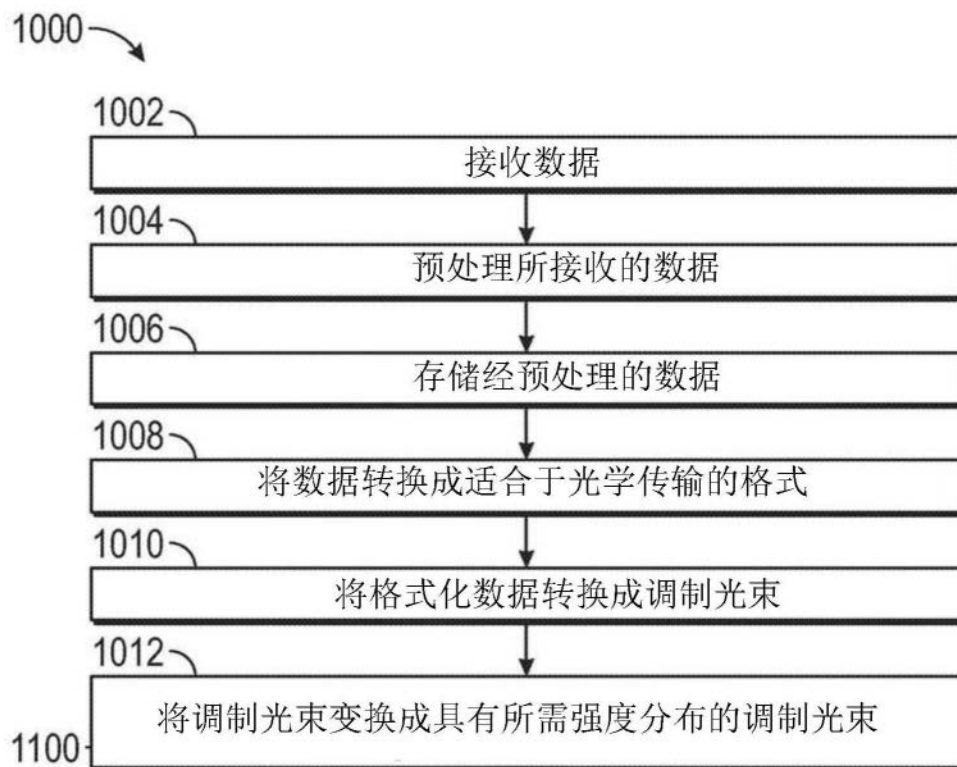 1000
1002
接收数据
1004
预处理所接收的数据
1006
存储经预处理的数据
1008
将数据转换成适合于光学传输的格式
1010
将格式化数据转换成调制光束
1012
将调制光束变换成具有所需强度分布的调制光束
1100